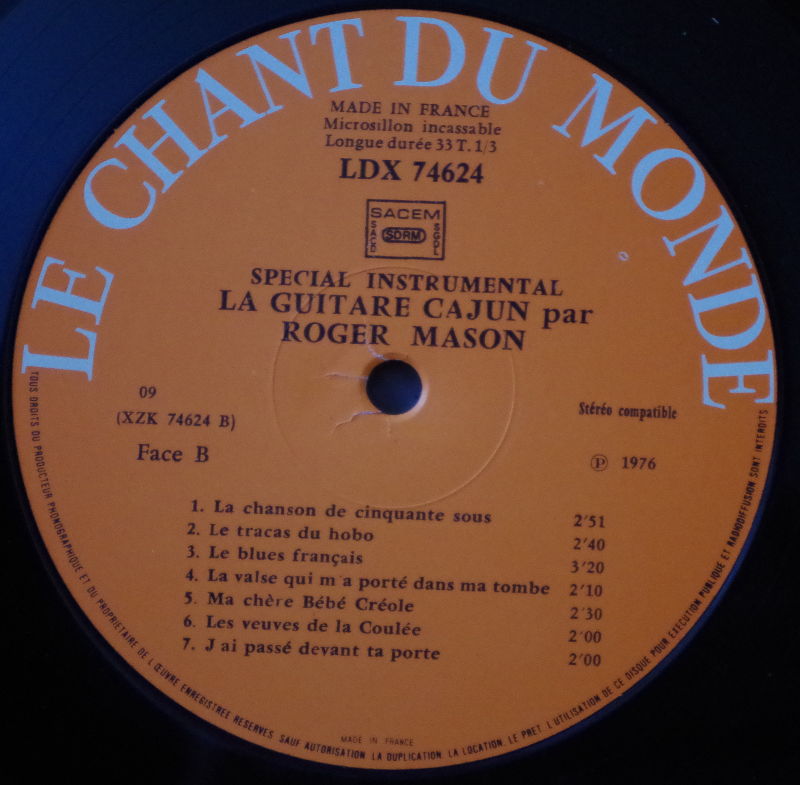 LE CHANT DU MONDE
MADE IN FRANCE
Microsillon incassable
Longue durée 33 T. 1/3
LDX 74624
SACEM
SACD SDRM SGDL
SPECIAL INSTRUMENTAL
LA GUITARE CAJUN par
ROGER MASON
09
(XZK 74624 B)
Face B
Stéréo compatible
℗ 1976
1. La chanson de cinquante sous 2'51
2. Le tracas du hobo 2'40
3. Le blues français 3'20
4. La valse qui m'a porté dans ma tombe 2'10
5. Ma chère Bébé Créole 2'30
6. Les veuves de la Coulée 2'00
7. J'ai passé devant ta porte 2'00
TOUS DROITS DU PRODUCTEUR PHONOGRAPHIQUE ET DU PROPRIETAIRE DE L'ŒUVRE ENREGISTREE RESERVES. SAUF AUTORISATION. LA DUPLICATION. LA LOCATION. LE PRET. L'UTILISATION DE CE DISQUE POUR EXECUTION PUBLIQUE ET RADIODIFFUSION SONT INTERDITS
MADE IN FRANCE